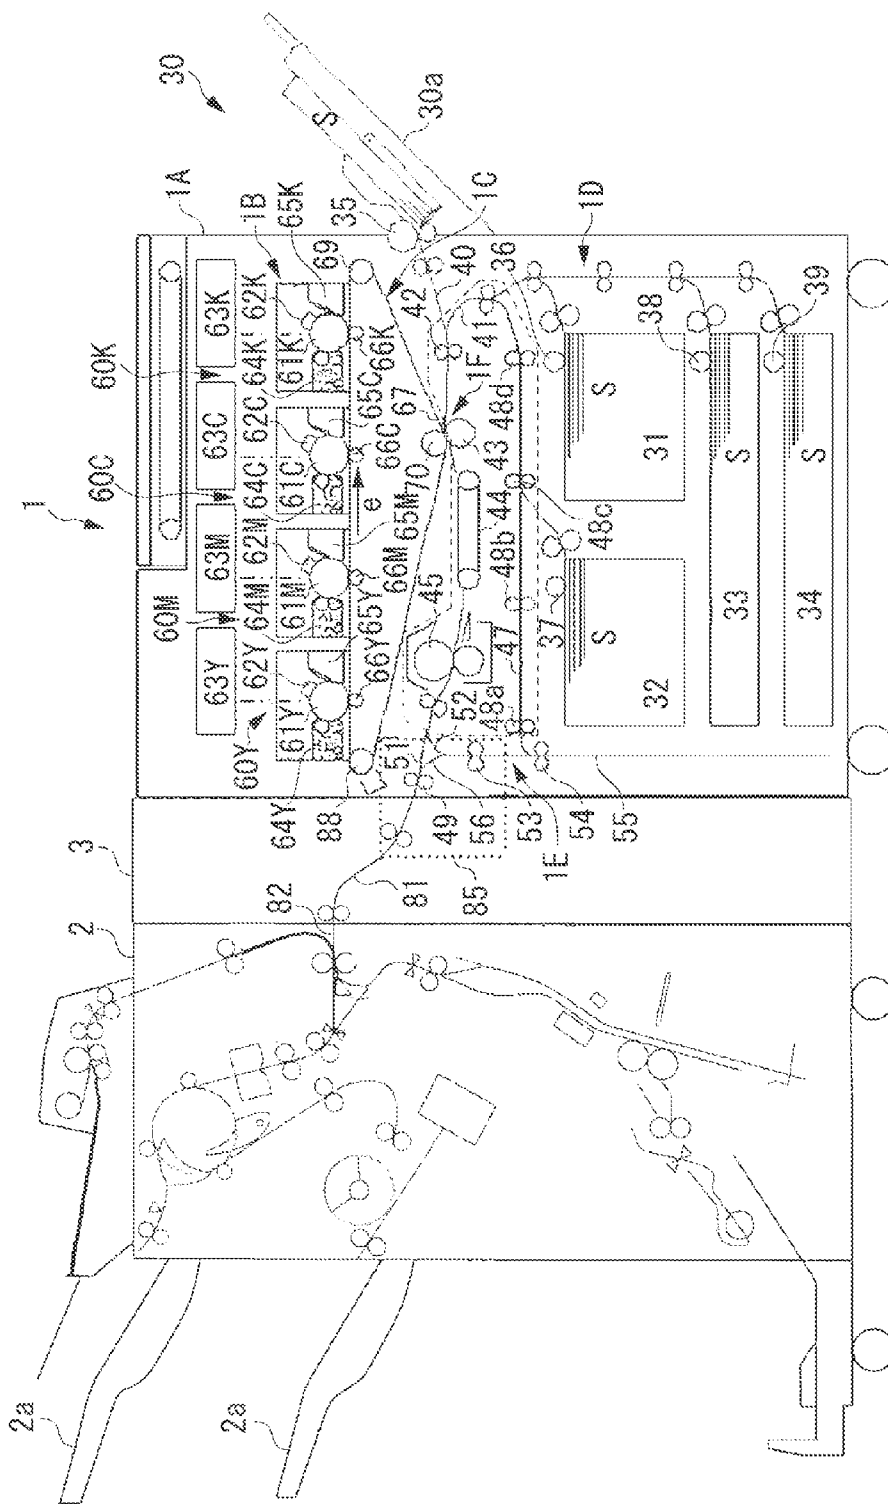 30
S
30a
1A
1B
65K
35
1C
1D
69
40
36
62K
42
41
38
39
63K
64K
61K
66K
1F
60K
62C
65C
67
48d
S
S
S
63C
64C
61C
66C
70
43
31
60C
1
e
44
48c
62M
65M
48b
63M
64M
61M
66M
45
37
33
34
60M
62Y
65Y
47
S
63Y
61Y
66Y
48a
32
60Y
51
52
64Y
88
49
56
53
54
55
1E
3
82
81
85
2
2a
2a